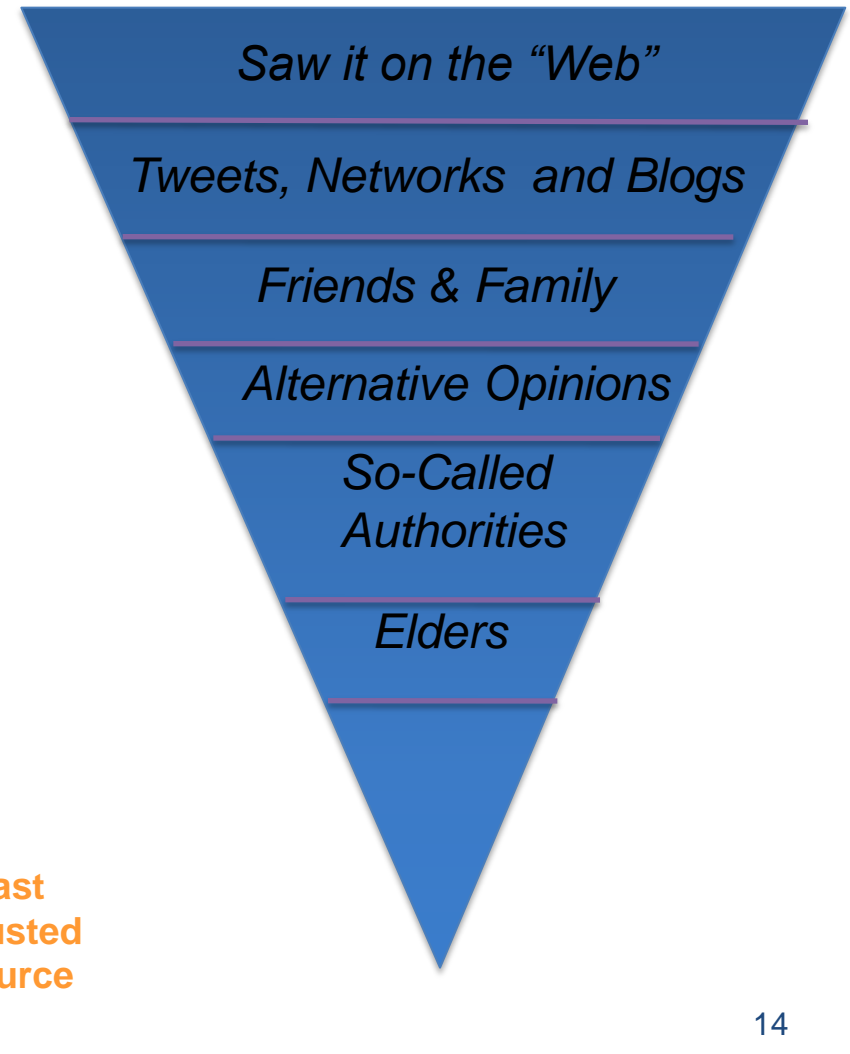 Saw it on the “Web”
Tweets, Networks and Blogs
Friends & Family
Alternative Opinions
So-Called
Authorities
Elders
ast
usted
urce
14